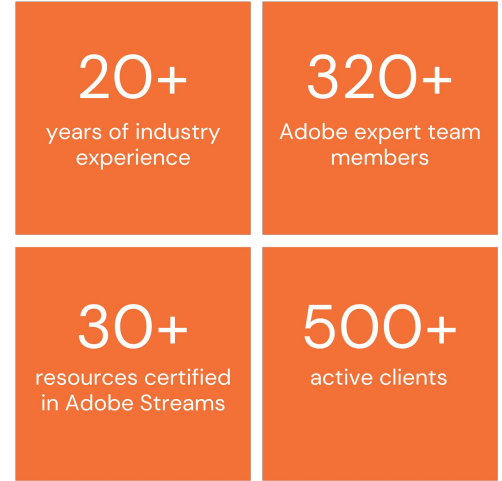 20+
years of industry
experience
320+
Adobe expert team
members
30+
resources certified
in Adobe Streams
500+
active clients